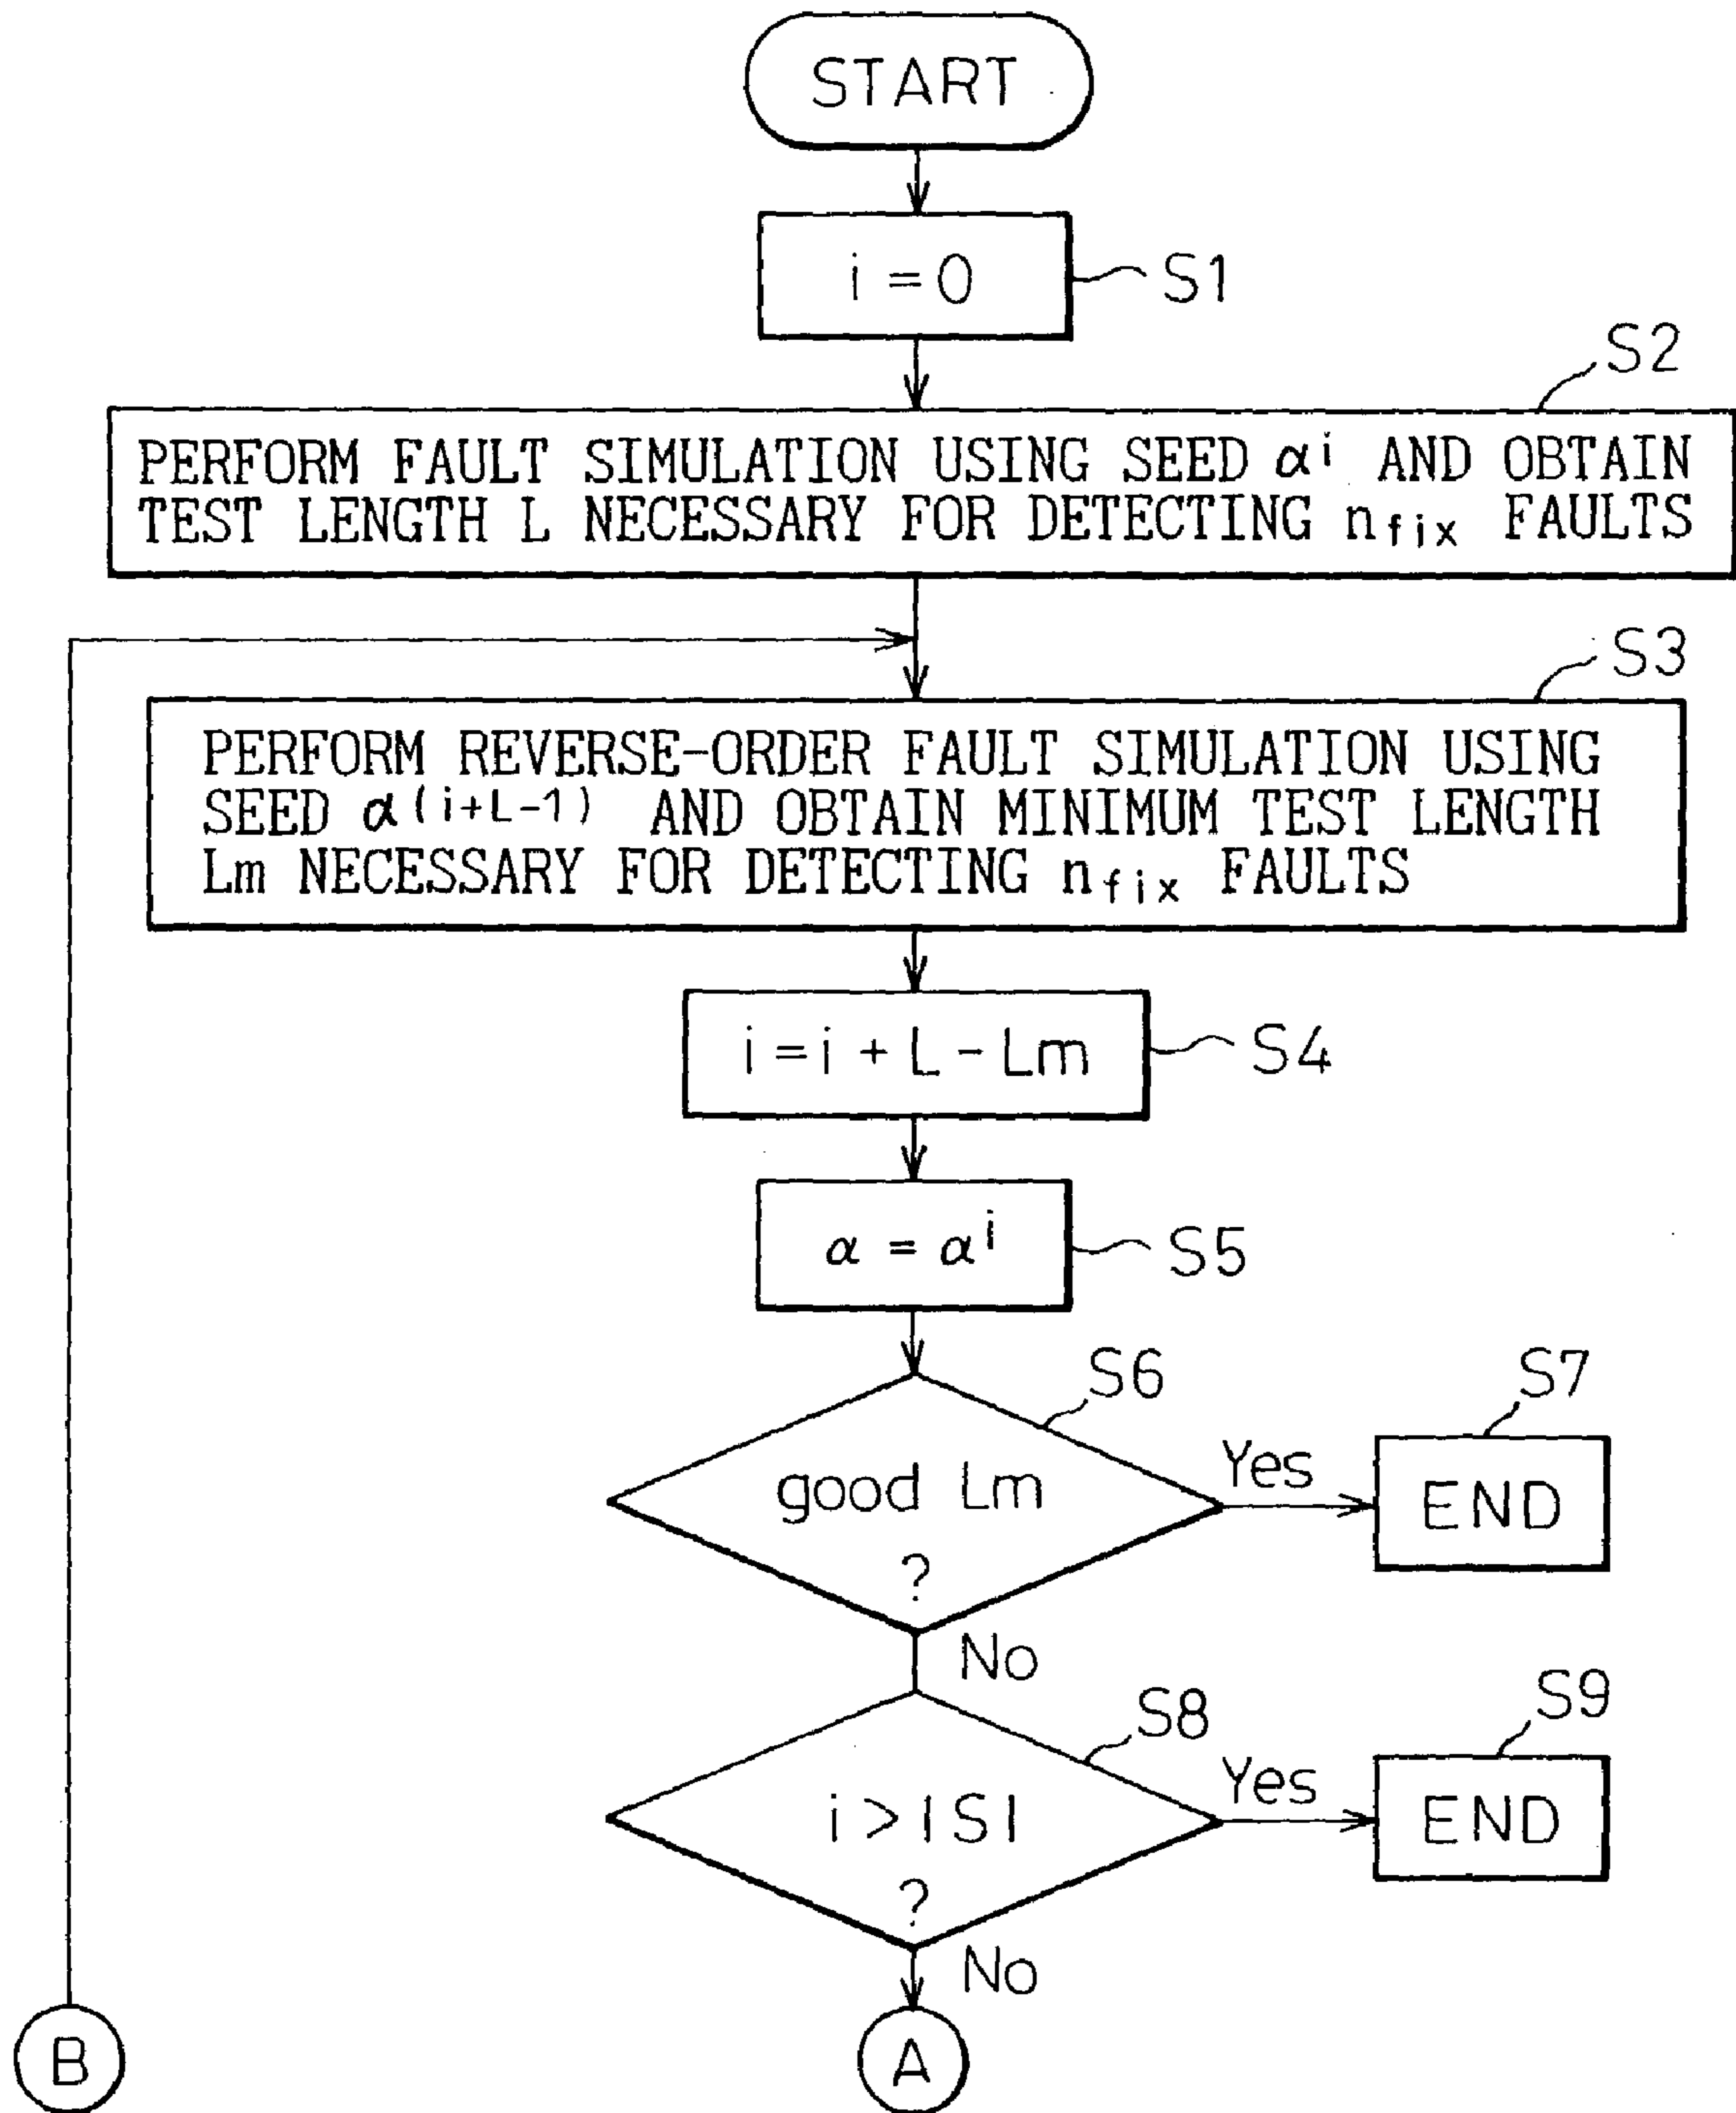 START
i = 0
S1
S2
PERFORM FAULT SIMULATION USING SEED αⁱ AND OBTAIN
TEST LENGTH L NECESSARY FOR DETECTING n_fix FAULTS
S3
PERFORM REVERSE-ORDER FAULT SIMULATION USING
SEED α^(i+L-1) AND OBTAIN MINIMUM TEST LENGTH
Lm NECESSARY FOR DETECTING n_fix FAULTS
i = i + L - Lm
S4
α = αⁱ
S5
S6
S7
good Lm
?
Yes
END
No
S8
S9
i > |S|
?
Yes
END
No
B
A